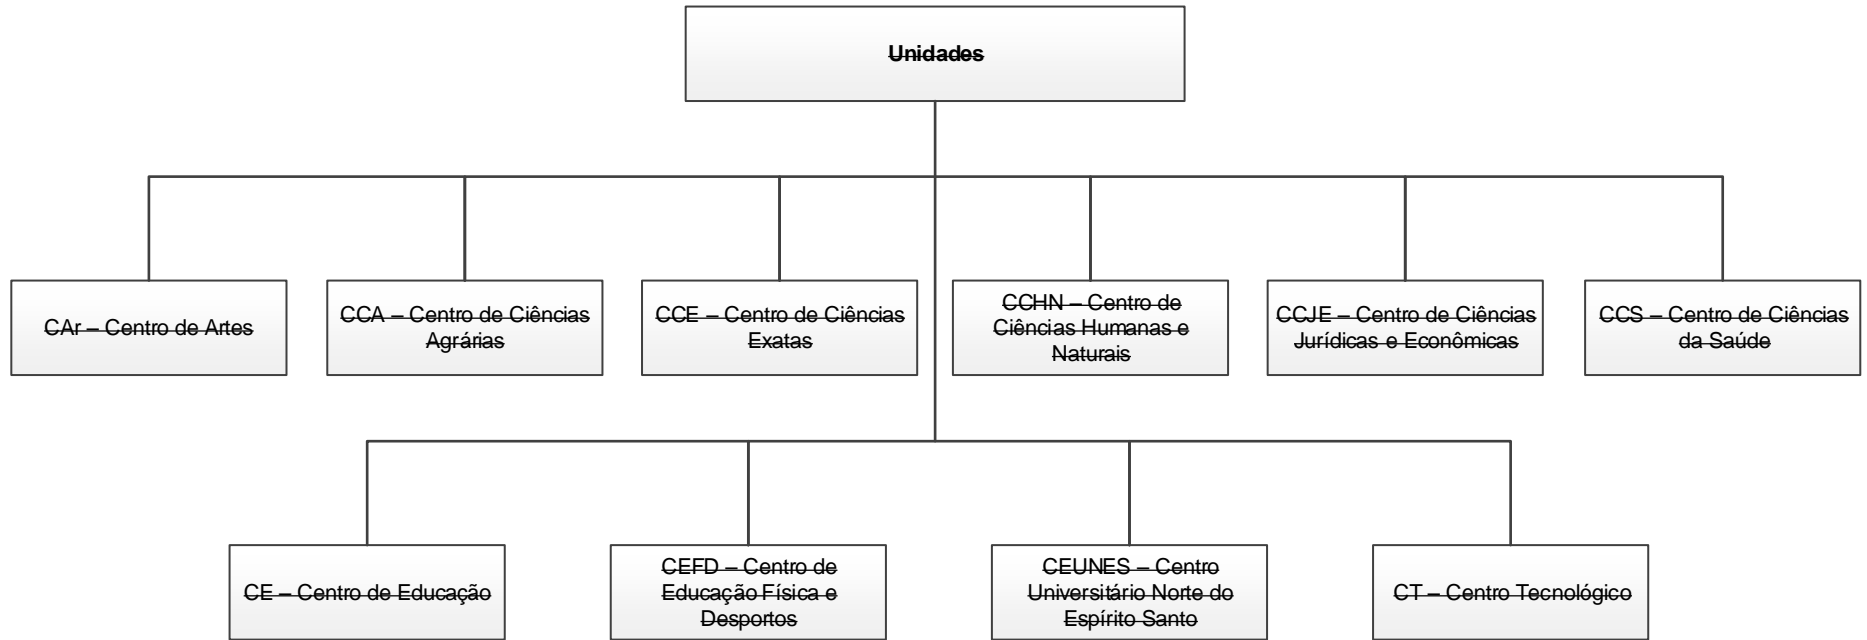 Unidades
CAr – Centro de Artes
CCA – Centro de Ciências
Agrárias
CCE – Centro de Ciências
Exatas
CCHN – Centro de
Ciências Humanas e
Naturais
CCJE – Centro de Ciências
Jurídicas e Econômicas
CCS – Centro de Ciências
da Saúde
CE – Centro de Educação
CEFD – Centro de
Educação Física e
Desportos
CEUNES – Centro
Universitário Norte do
Espírito Santo
CT – Centro Tecnológico